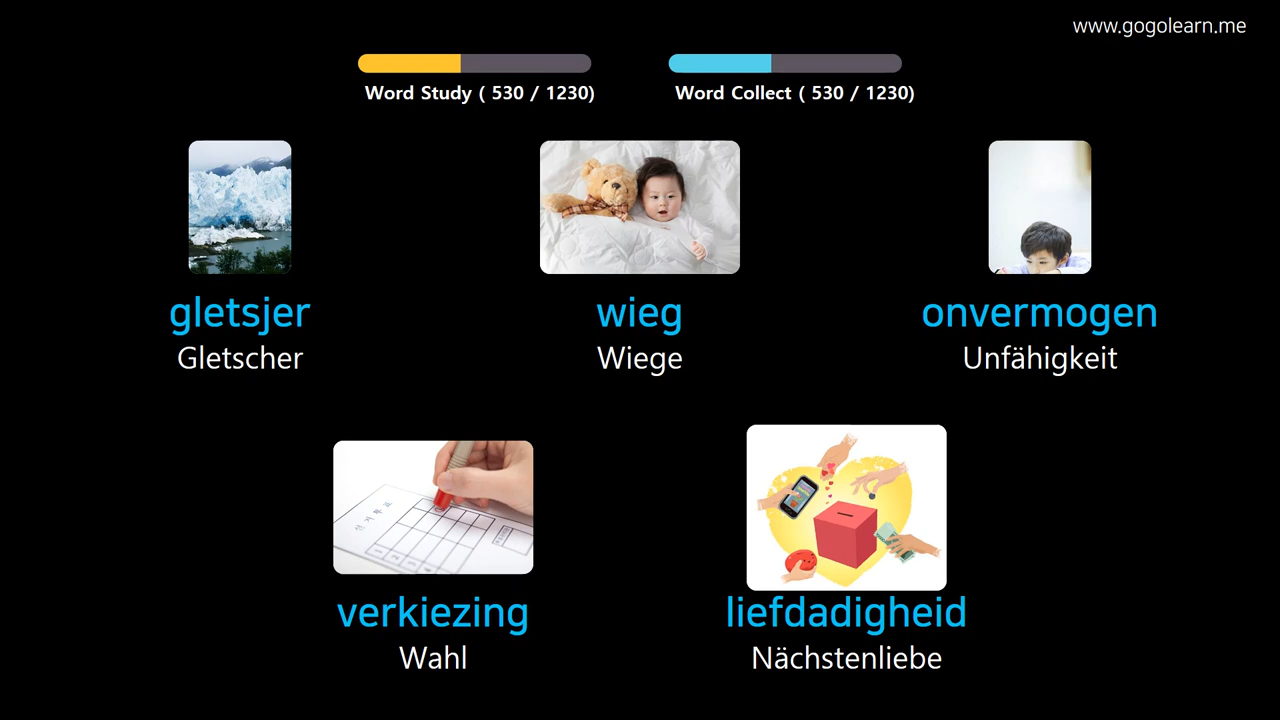 www.gogolearn.me
Word Study ( 530 / 1230)
Word Collect ( 530 / 1230)
gletsjer
Gletscher
wieg
Wiege
onvermogen
Unfähigkeit
verkiezing
Wahl
liefdadigheid
Nächstenliebe